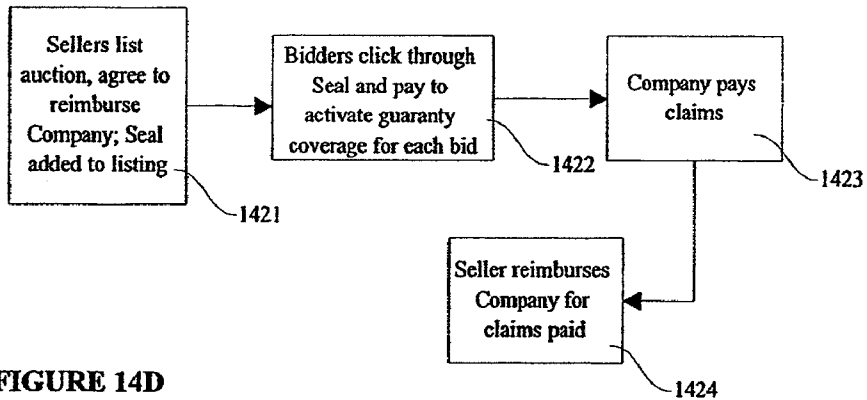 Sellers list
auction, agree to
reimburse
Company; Seal
added to listing
1421
Bidders click through
Seal and pay to
activate guaranty
coverage for each bid
1422
Company pays
claims
1423
Seller reimburses
Company for
claims paid
1424
FIGURE 14D